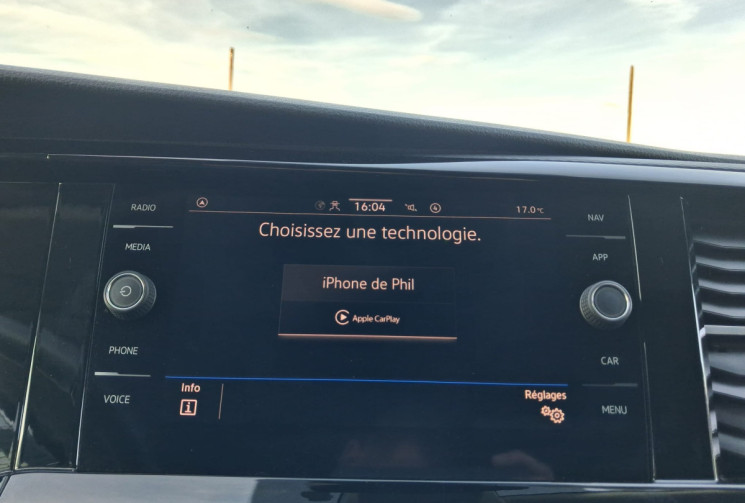 RADIO
MEDIA
PHONE
VOICE
16:04
17.0°C
Choisissez une technologie.
iPhone de Phil
Apple CarPlay
Info
i
Réglages
NAV
APP
CAR
MENU